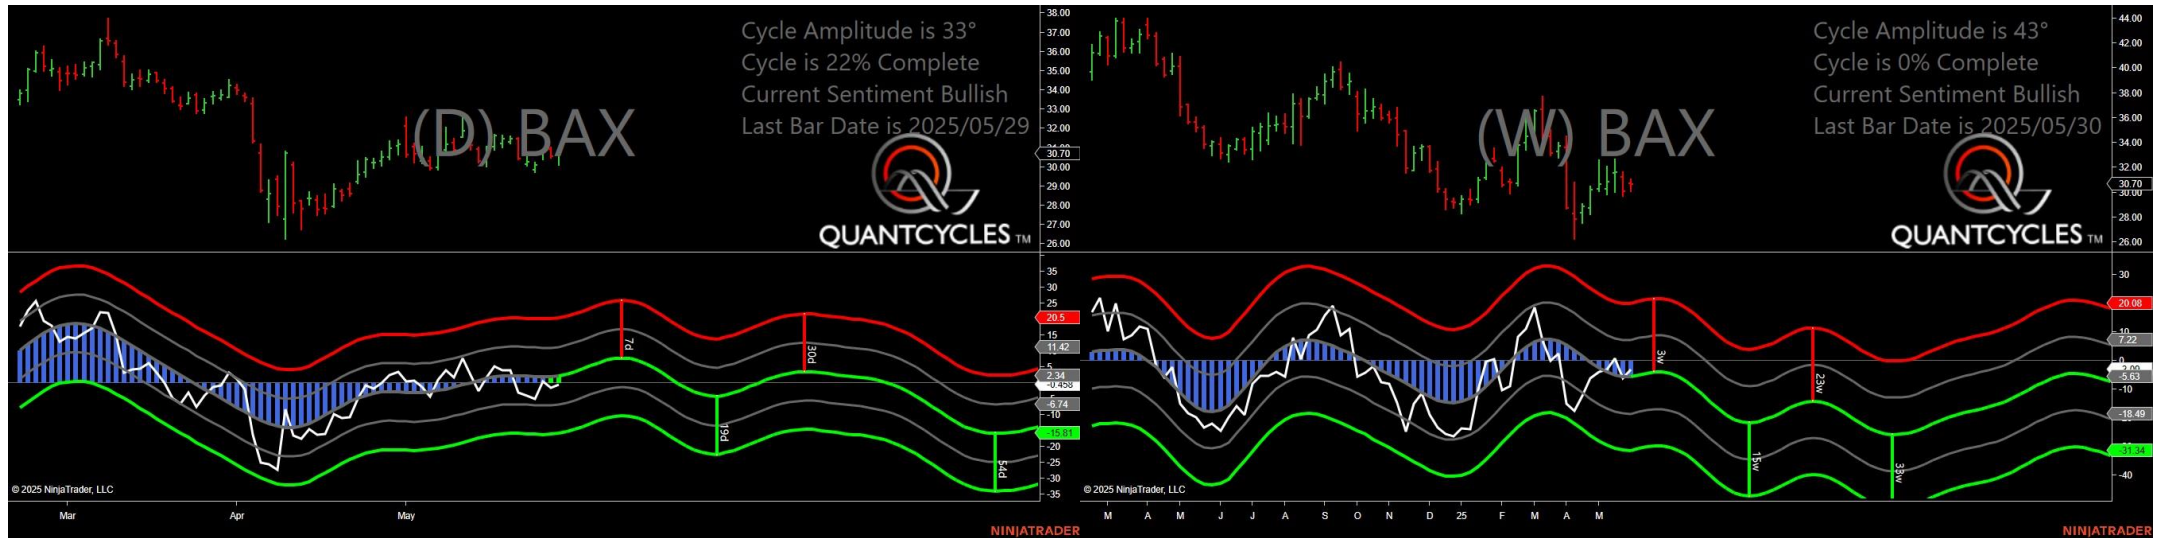 Cycle Amplitude is 33°
Cycle is 22% Complete
Current Sentiment Bullish
Last Bar Date is 2025/05/29
(D) BAX
QUANTCYCLES TM
38.00
37.00
36.00
35.00
34.00
33.00
32.00
30.70
30.00
29.00
28.00
27.00
26.00
35
30
25
20.5
15
11.42
2.34
-0.458
-6.74
-10
-15.81
-20
-25
-30
-35
7d
19d
30d
54d
© 2025 NinjaTrader, LLC
Mar
Apr
May
NINJATRADER
Cycle Amplitude is 43°
Cycle is 0% Complete
Current Sentiment Bullish
Last Bar Date is 2025/05/30
(W) BAX
QUANTCYCLES TM
44.00
42.00
40.00
38.00
36.00
34.00
32.00
30.70
30.00
28.00
26.00
30
20.08
10
7.22
0
-5.63
-10
-18.49
-31.34
-40
3w
15w
23w
33w
© 2025 NinjaTrader, LLC
M A M J J A S O N D 25 F M A M
NINJATRADER